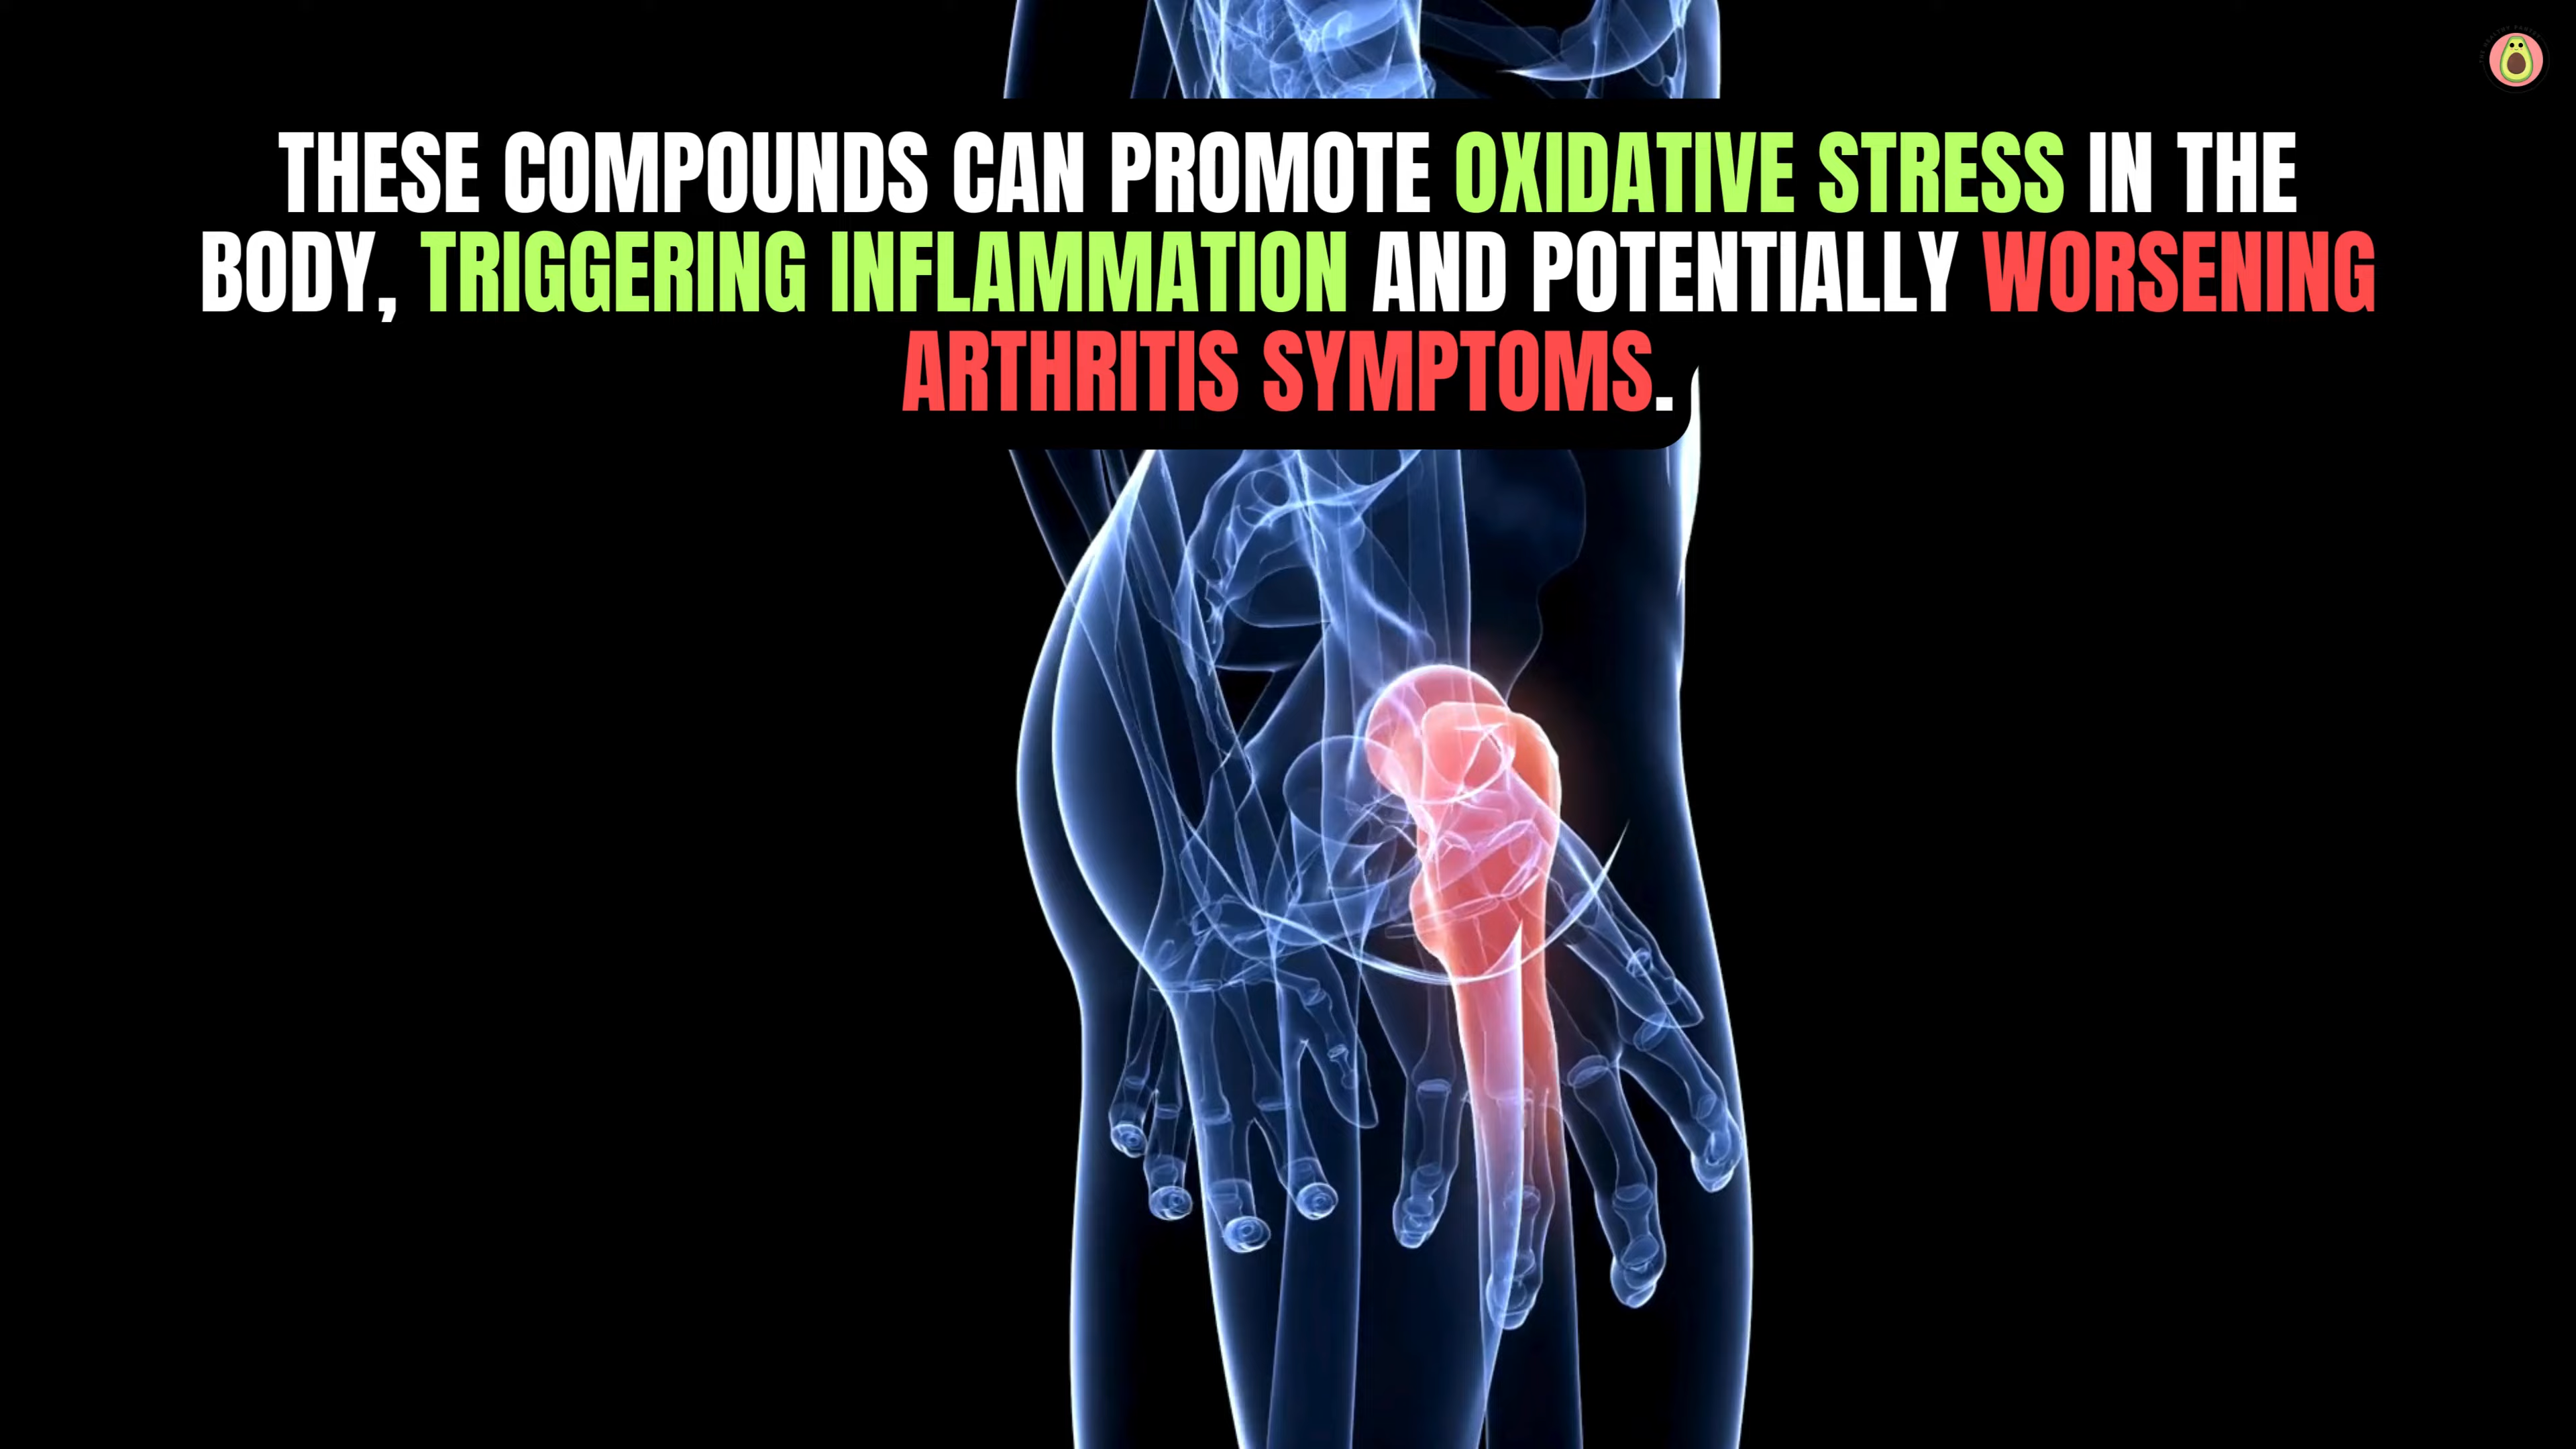 THESE COMPOUNDS CAN PROMOTE OXIDATIVE STRESS IN THE
BODY, TRIGGERING INFLAMMATION AND POTENTIALLY WORSENING
ARTHRITIS SYMPTOMS.